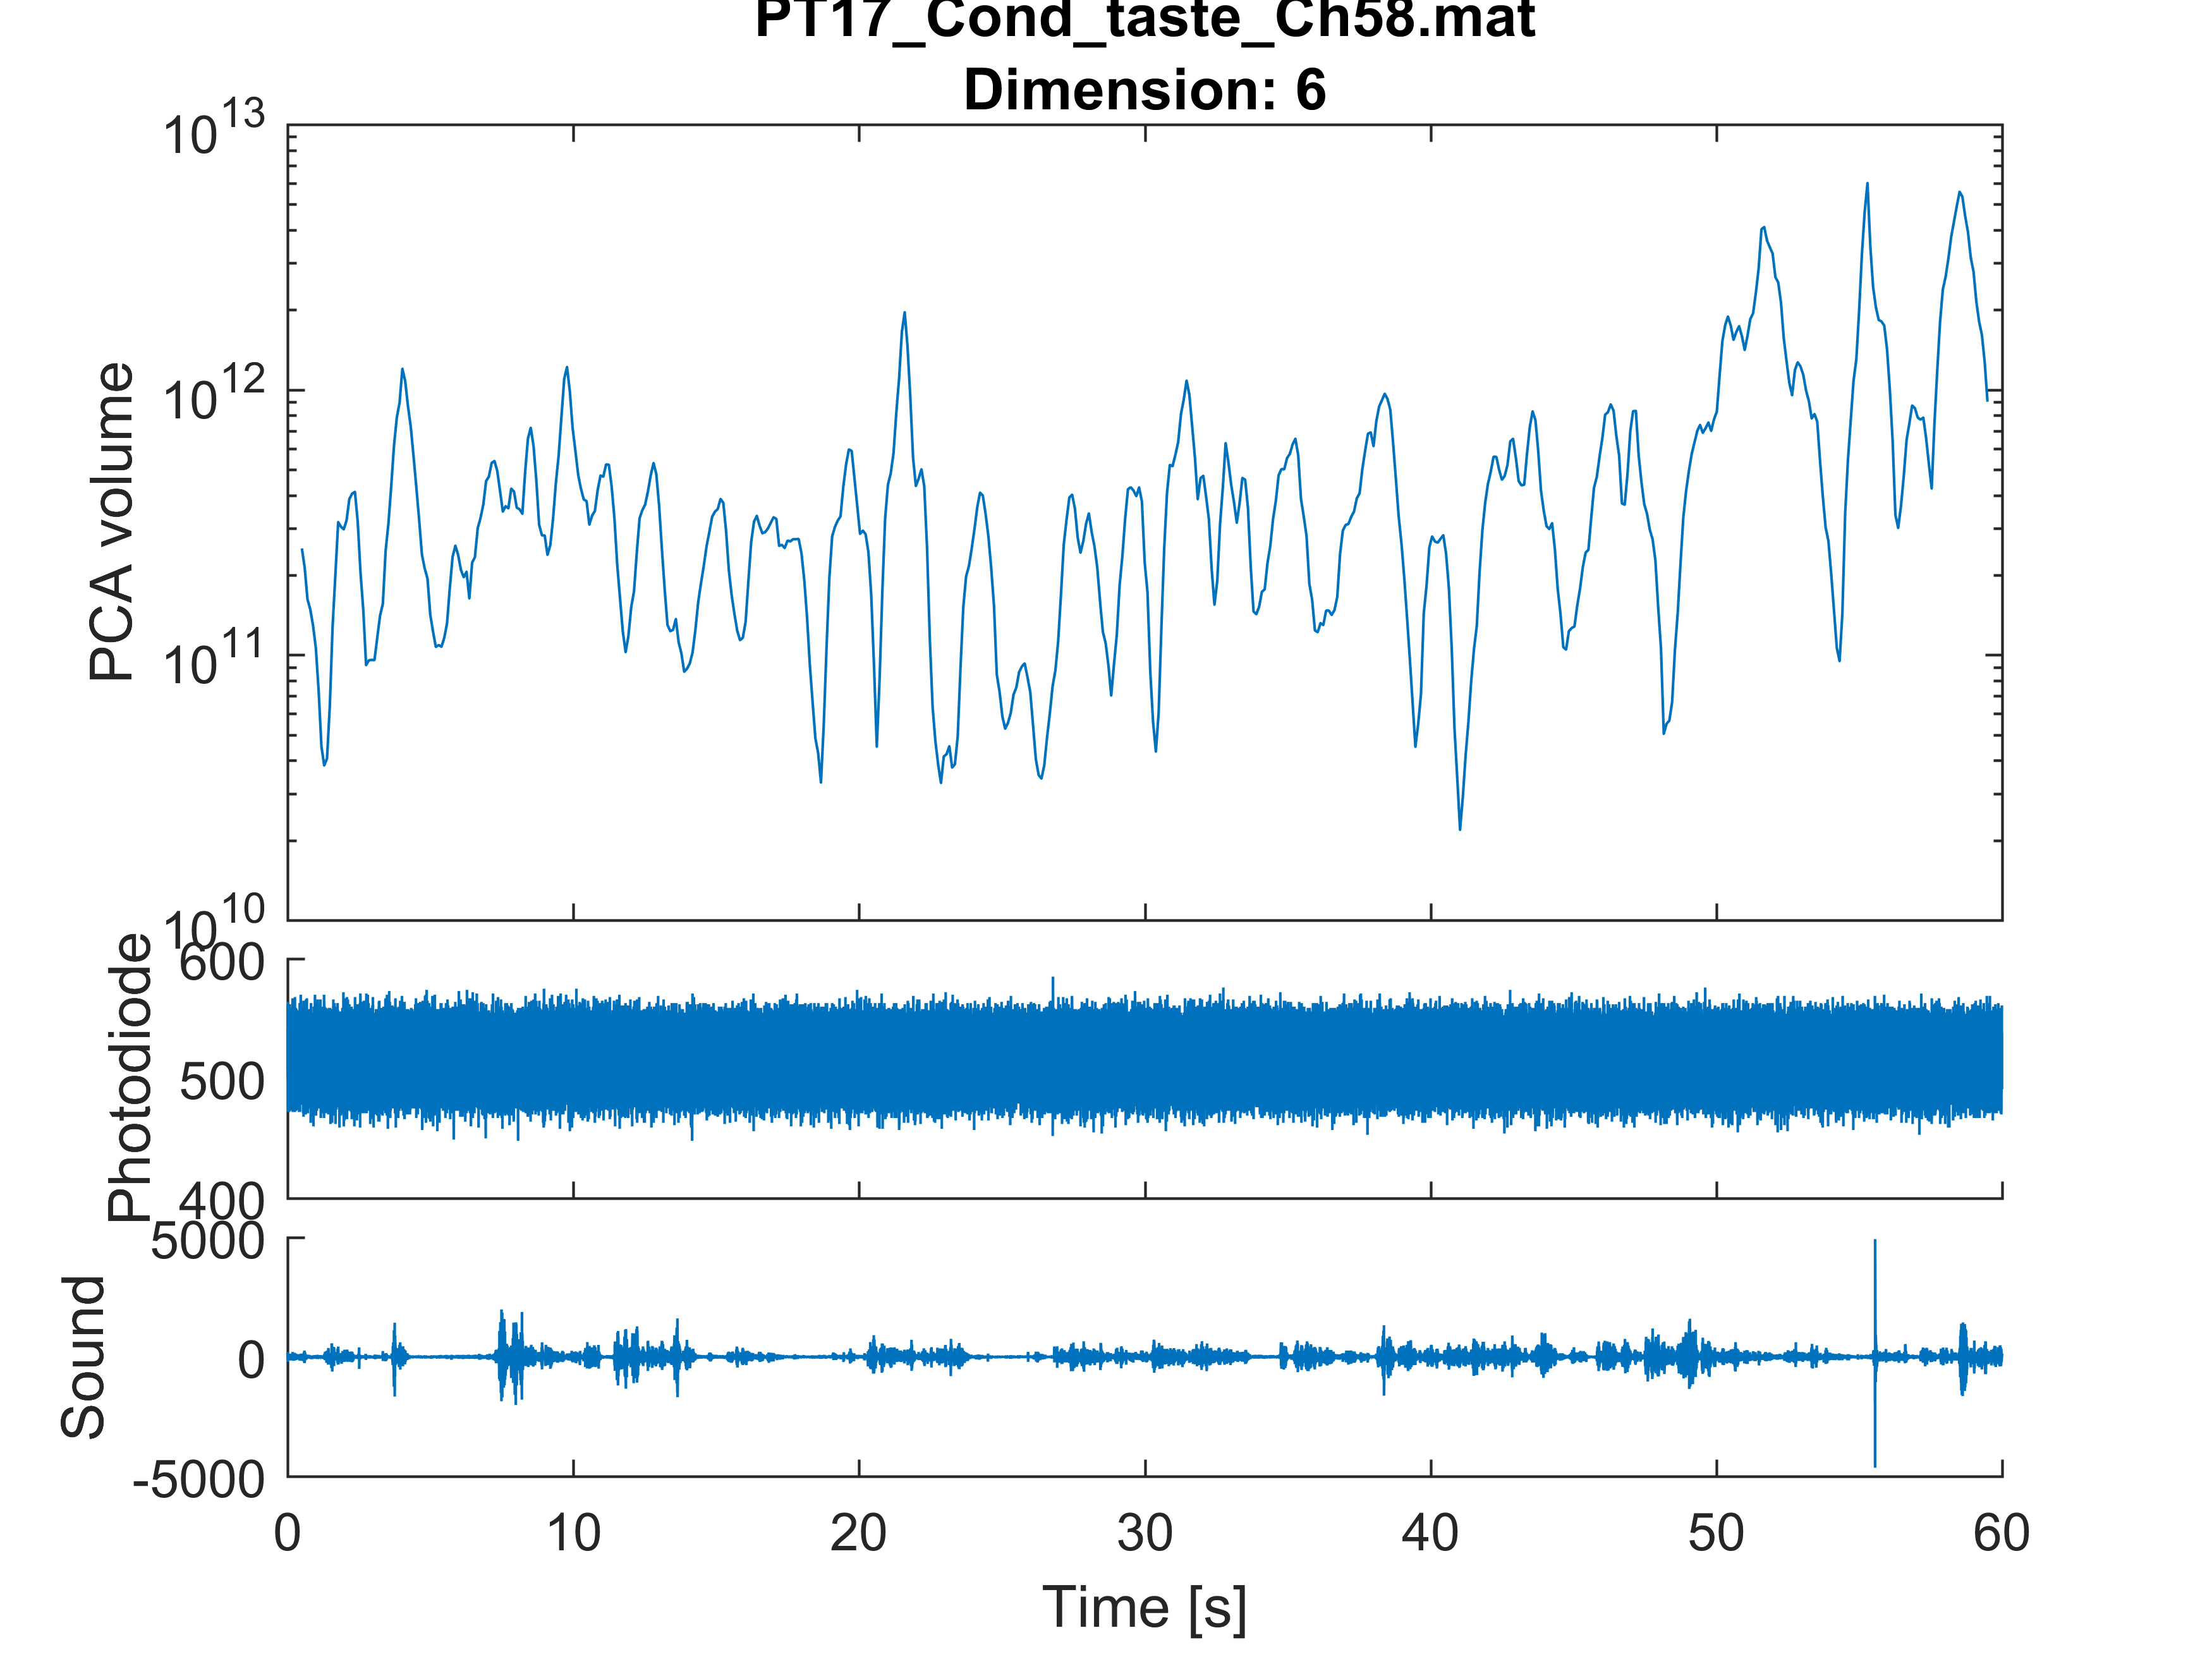 PT17_Cond_taste_Ch58.mat
Dimension: 6
10^13
10^12
10^11
10^10
PCA volume
600
500
400
Photodiode
5000
0
-5000
Sound
0 10 20 30 40 50 60
Time [s]